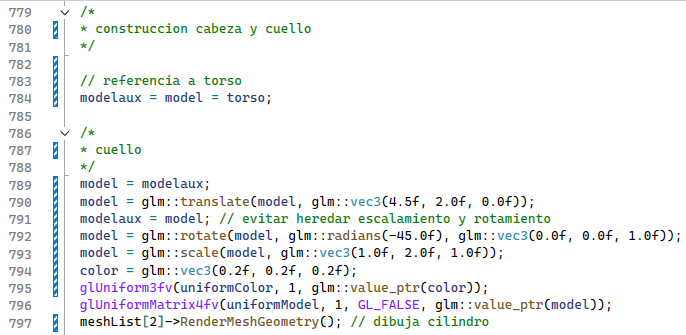 779 /*
780 * construccion cabeza y cuello
781 */
782
783 // referencia a torso
784 modelaux = model = torso;
785
786 /*
787 * cuello
788 */
789 model = modelaux;
790 model = glm::translate(model, glm::vec3(4.5f, 2.0f, 0.0f));
791 modelaux = model; // evitar heredar escalamiento y rotamiento
792 model = glm::rotate(model, glm::radians(-45.0f), glm::vec3(0.0f, 0.0f, 1.0f));
793 model = glm::scale(model, glm::vec3(1.0f, 2.0f, 1.0f));
794 color = glm::vec3(0.2f, 0.2f, 0.2f);
795 glUniform3fv(uniformColor, 1, glm::value_ptr(color));
796 glUniformMatrix4fv(uniformModel, 1, GL_FALSE, glm::value_ptr(model));
797 meshList[2]->RenderMeshGeometry(); // dibuja cilindro